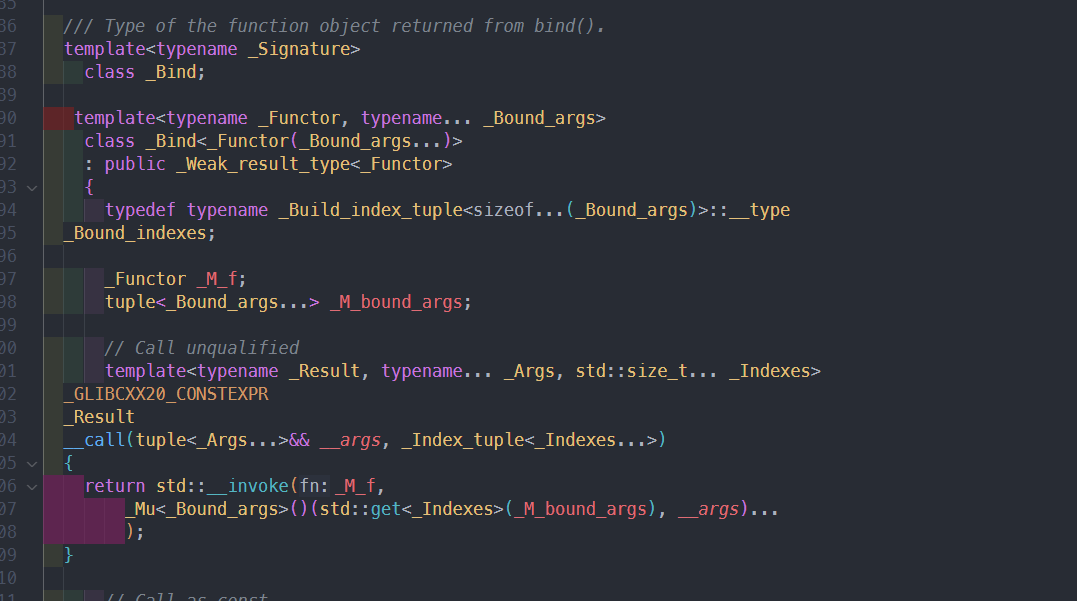 35
36 /// Type of the function object returned from bind().
37 template<typename _Signature>
38 class _Bind;
39
90 template<typename _Functor, typename... _Bound_args>
91 class _Bind<_Functor(_Bound_args...)>
92 : public _Weak_result_type<_Functor>
93 {
94 typedef typename _Build_index_tuple<sizeof...(_Bound_args)>::__type
95 _Bound_indexes;
96
97 _Functor _M_f;
98 tuple<_Bound_args...> _M_bound_args;
99
00 // Call unqualified
01 template<typename _Result, typename... _Args, std::size_t... _Indexes>
02 _GLIBCXX20_CONSTEXPR
03 _Result
04 __call(tuple<_Args...>&& __args, _Index_tuple<_Indexes...>)
05 {
06 return std::__invoke(fn: _M_f,
07 _Mu<_Bound_args>()(std::get<_Indexes>(_M_bound_args), __args)...
08 );
09 }
10
11 // Call as const